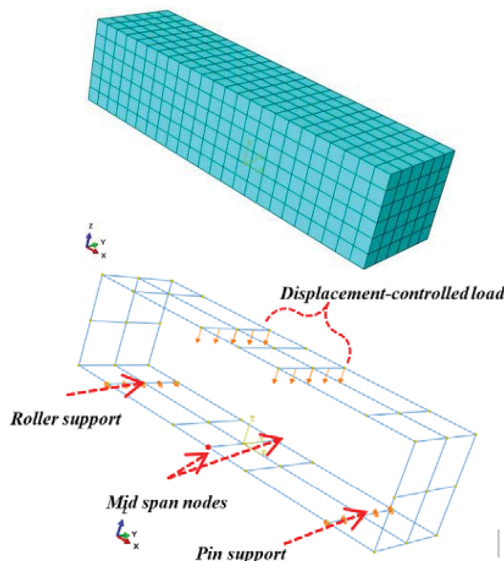 Z
Y
X
Displacement-controlled load
Roller support
Z
Mid span nodes
Z
Y
X
Pin support